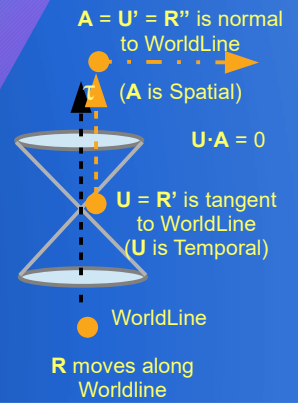 A = U' = R” is normal
to WorldLine
τ
(A is Spatial)
U·A = 0
U = R’ is tangent
to WorldLine
(U is Temporal)
WorldLine
R moves along
Worldline